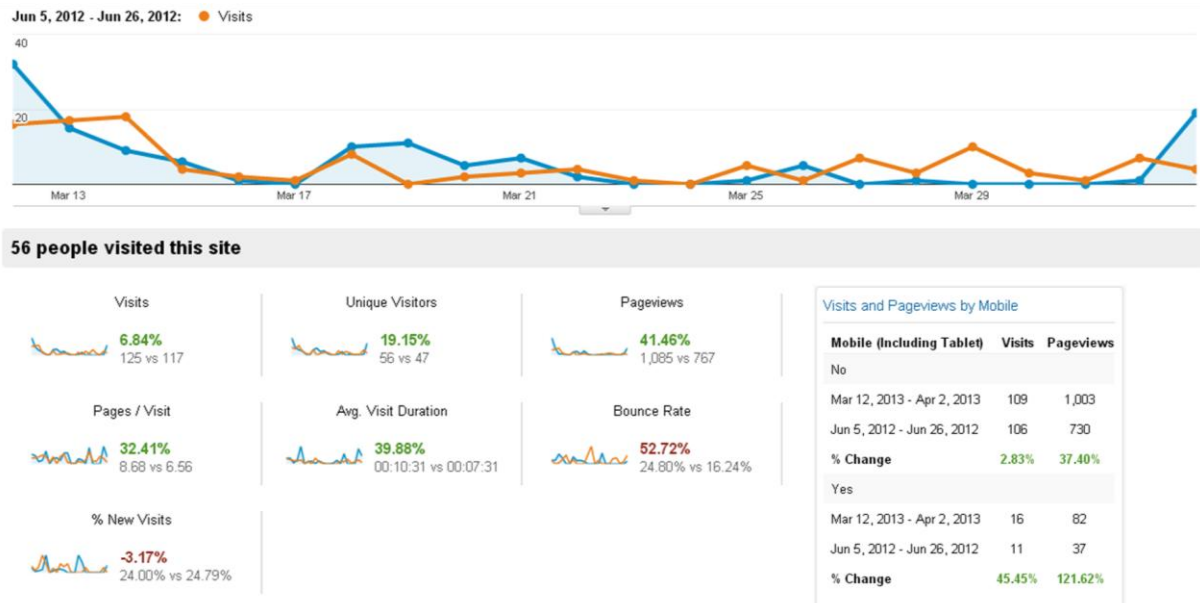 Jun 5, 2012 - Jun 26, 2012: Visits
40
20
Mar 13 Mar 17 Mar 21 Mar 25 Mar 29
56 people visited this site
Visits
6.84%
125 vs 117
Unique Visitors
19.15%
56 vs 47
Pageviews
41.46%
1,085 vs 767
Pages / Visit
32.41%
8.68 vs 6.56
Avg. Visit Duration
39.88%
00:10:31 vs 00:07:31
Bounce Rate
52.72%
24.80% vs 16.24%
% New Visits
-3.17%
24.00% vs 24.79%
Visits and Pageviews by Mobile
Mobile (Including Tablet) Visits Pageviews
No
Mar 12, 2013 - Apr 2, 2013 109 1,003
Jun 5, 2012 - Jun 26, 2012 106 730
% Change 2.83% 37.40%
Yes
Mar 12, 2013 - Apr 2, 2013 16 82
Jun 5, 2012 - Jun 26, 2012 11 37
% Change 45.45% 121.62%